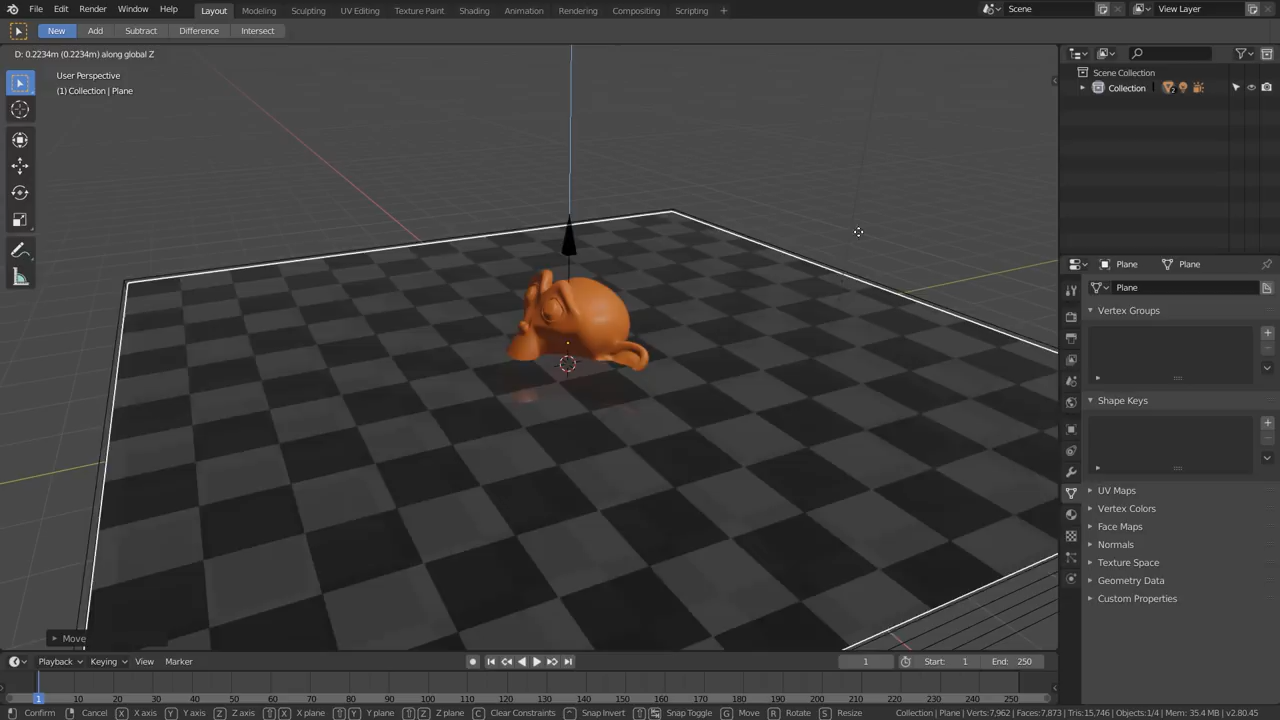 File Edit Render Window Help Layout Modeling Sculpting UV Editing Texture Paint Shading Animation Rendering Compositing Scripting + Scene View Layer
New Add Subtract Difference Intersect
D: 0.2234m (0.2234m) along global Z
User Perspective
(1) Collection | Plane
Scene Collection
Collection 2
Plane Plane
Plane
Vertex Groups
Shape Keys
UV Maps
Vertex Colors
Face Maps
Normals
Texture Space
Geometry Data
Custom Properties
Move
Playback Keying View Marker 1 Start: 1 End: 250
1 10 20 30 40 50 60 70 80 90 100 110 120 130 140 150 160 170 180 190 200 210 220 230 240 250
Confirm Cancel X X axis Y Y axis Z Z axis X X plane Y Y plane Z Z plane C Clear Constraints Snap Invert Snap Toggle G Move R Rotate S Resize Collection | Plane | Verts:7,962 | Faces:7,873 | Tris:15,746 | Objects:1/4 | Mem: 35.4 MB | v2.80.45